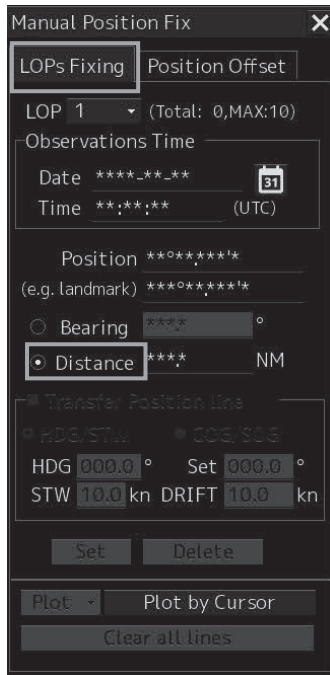 Manual Position Fix ×
LOPs Fixing Position Offset
LOP 1 (Total: 0,MAX:10)
Observations Time
Date ****-**-** 31
Time **:**:** (UTC)
Position **°**.***'*
(e.g. landmark) ***°**.***'*
Bearing ***.* °
Distance ***.* NM
Transfer Position line
HDG/STW COG/SOG
HDG 000.0 ° Set 000.0 °
STW 10.0 kn DRIFT 10.0 kn
Set Delete
Plot Plot by Cursor
Clear all lines